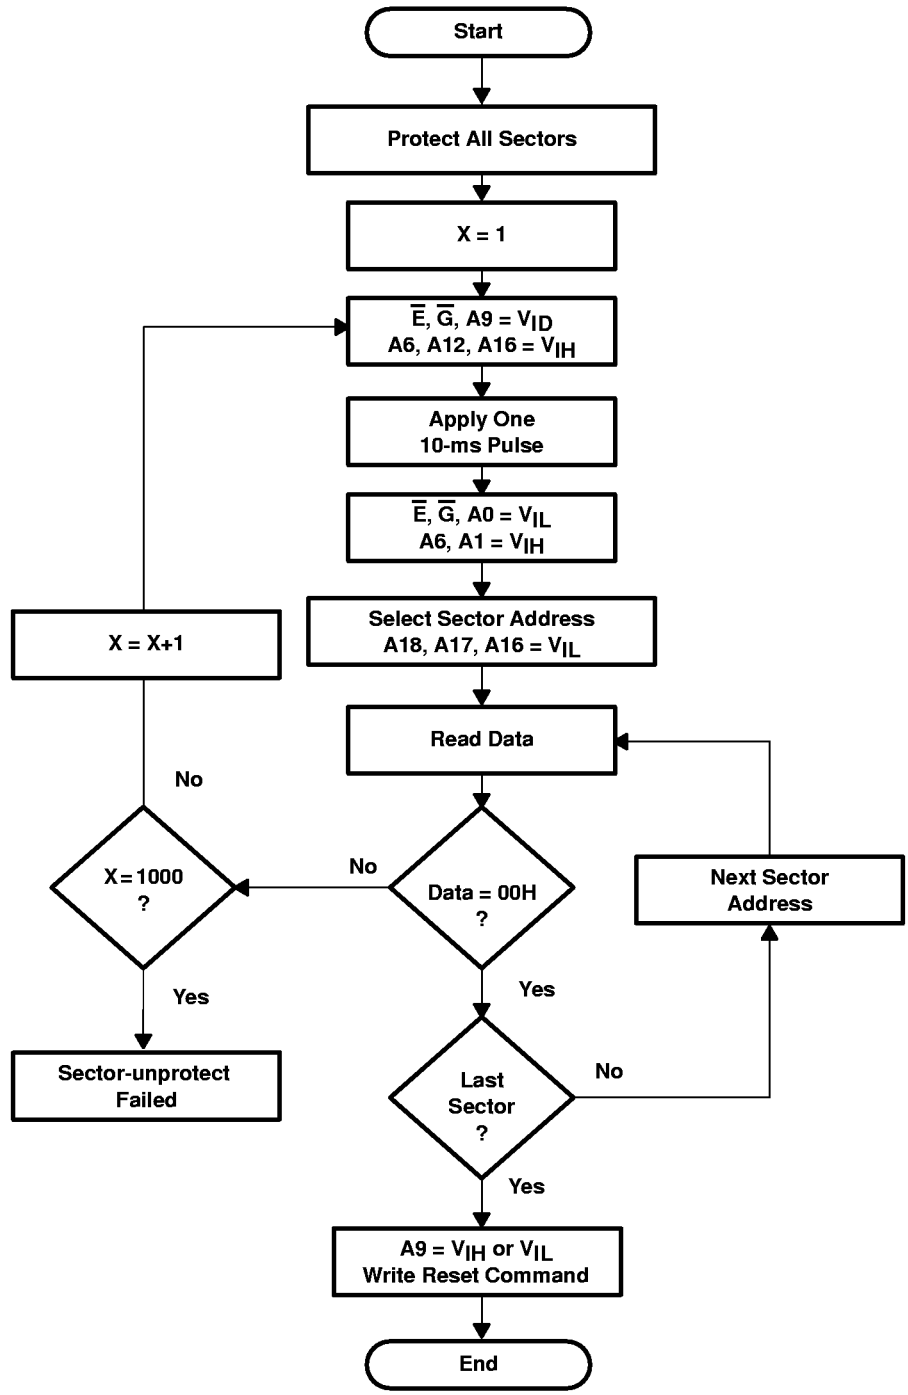 Start
Protect All Sectors
X = 1
E̅, G̅, A9 = VID
A6, A12, A16 = VIH
Apply One
10-ms Pulse
E̅, G̅, A0 = VIL
A6, A1 = VIH
Select Sector Address
A18, A17, A16 = VIL
X = X+1
Read Data
No
X = 1000
?
No
Data = 00H
?
Next Sector
Address
Yes
Yes
Sector-unprotect
Failed
Last
Sector
?
No
Yes
A9 = VIH or VIL
Write Reset Command
End